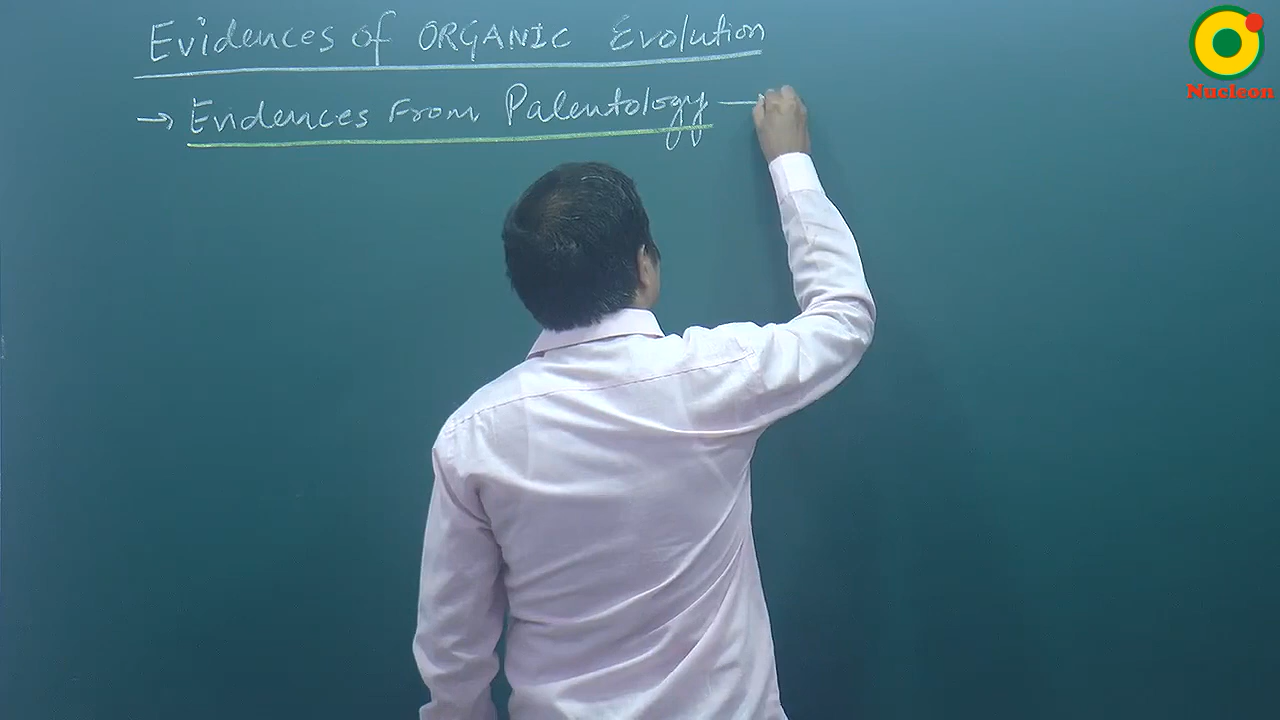 Evidences of ORGANIC Evolution
→ Evidences From Palentology →
Nucleon